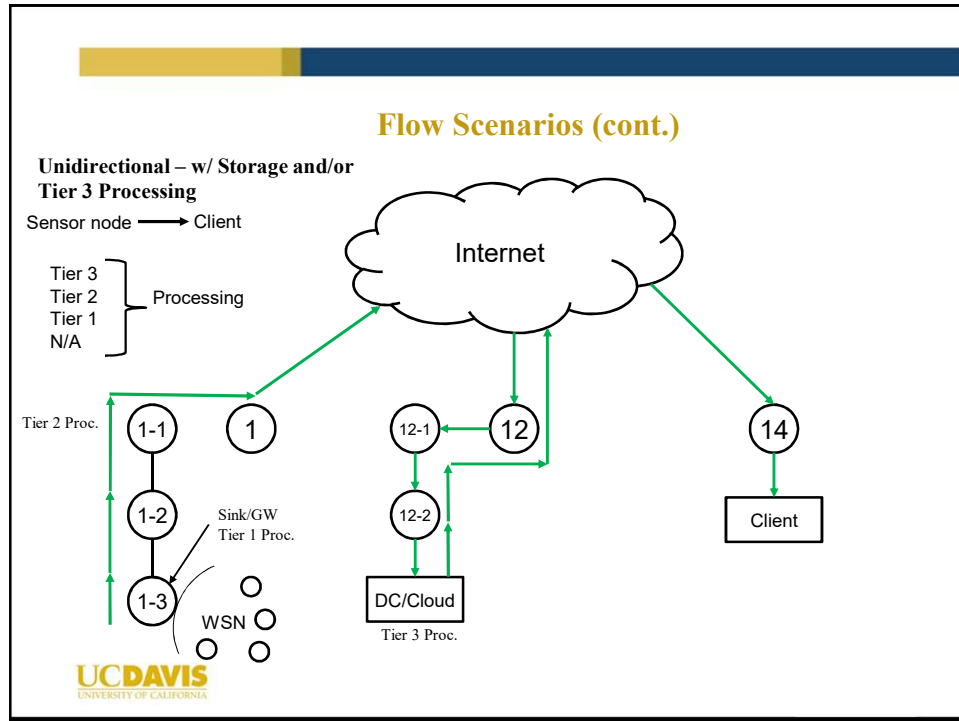 Flow Scenarios (cont.)
Unidirectional – w/ Storage and/or
Tier 3 Processing
Sensor node
Client
Tier 3
Tier 2
Tier 1
N/A
Processing
Internet
Tier 2 Proc.
1-1
1
12-1
12
14
1-2
Sink/GW
Tier 1 Proc.
12-2
Client
1-3
WSN
DC/Cloud
Tier 3 Proc.
UCDAVIS
UNIVERSITY OF CALIFORNIA